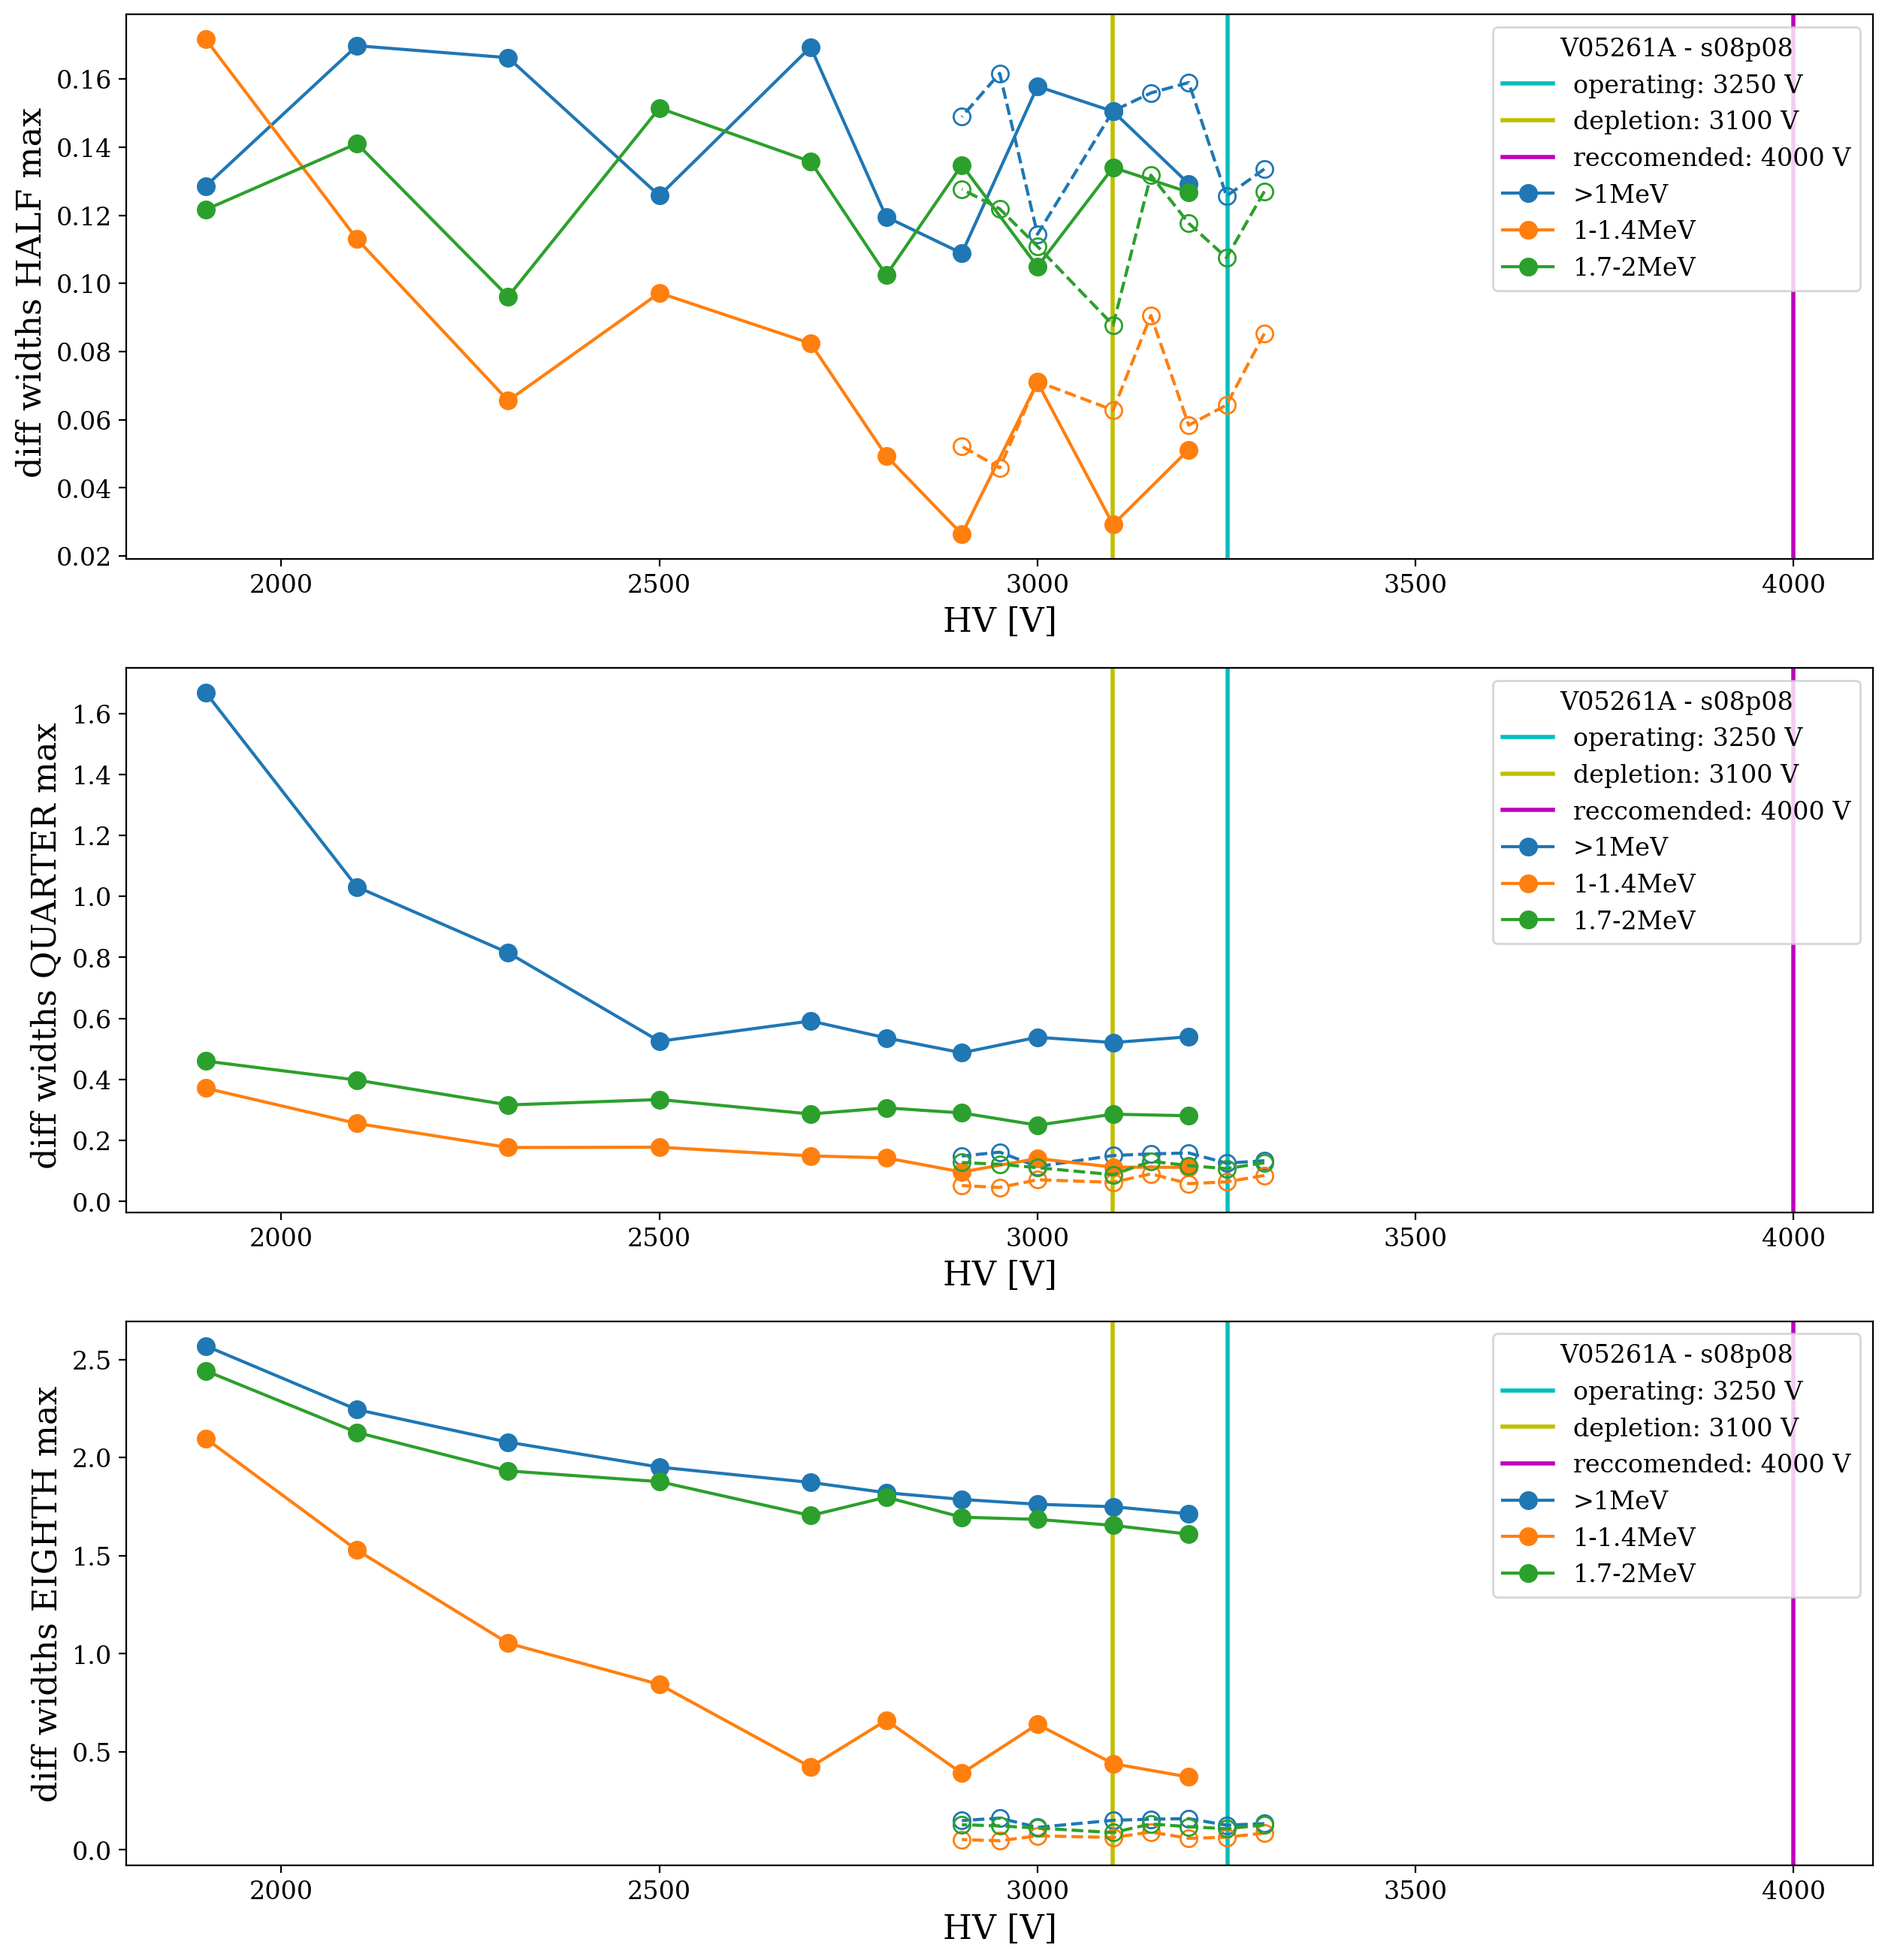 diff widths HALF max
0.16
0.14
0.12
0.10
0.08
0.06
0.04
0.02
V05261A - s08p08
operating: 3250 V
depletion: 3100 V
reccomended: 4000 V
>1MeV
1-1.4MeV
1.7-2MeV
2000 2500 3000 3500 4000
HV [V]
diff widths QUARTER max
1.6
1.4
1.2
1.0
0.8
0.6
0.4
0.2
0.0
V05261A - s08p08
operating: 3250 V
depletion: 3100 V
reccomended: 4000 V
>1MeV
1-1.4MeV
1.7-2MeV
2000 2500 3000 3500 4000
HV [V]
diff widths EIGHTH max
2.5
2.0
1.5
1.0
0.5
0.0
V05261A - s08p08
operating: 3250 V
depletion: 3100 V
reccomended: 4000 V
>1MeV
1-1.4MeV
1.7-2MeV
2000 2500 3000 3500 4000
HV [V]